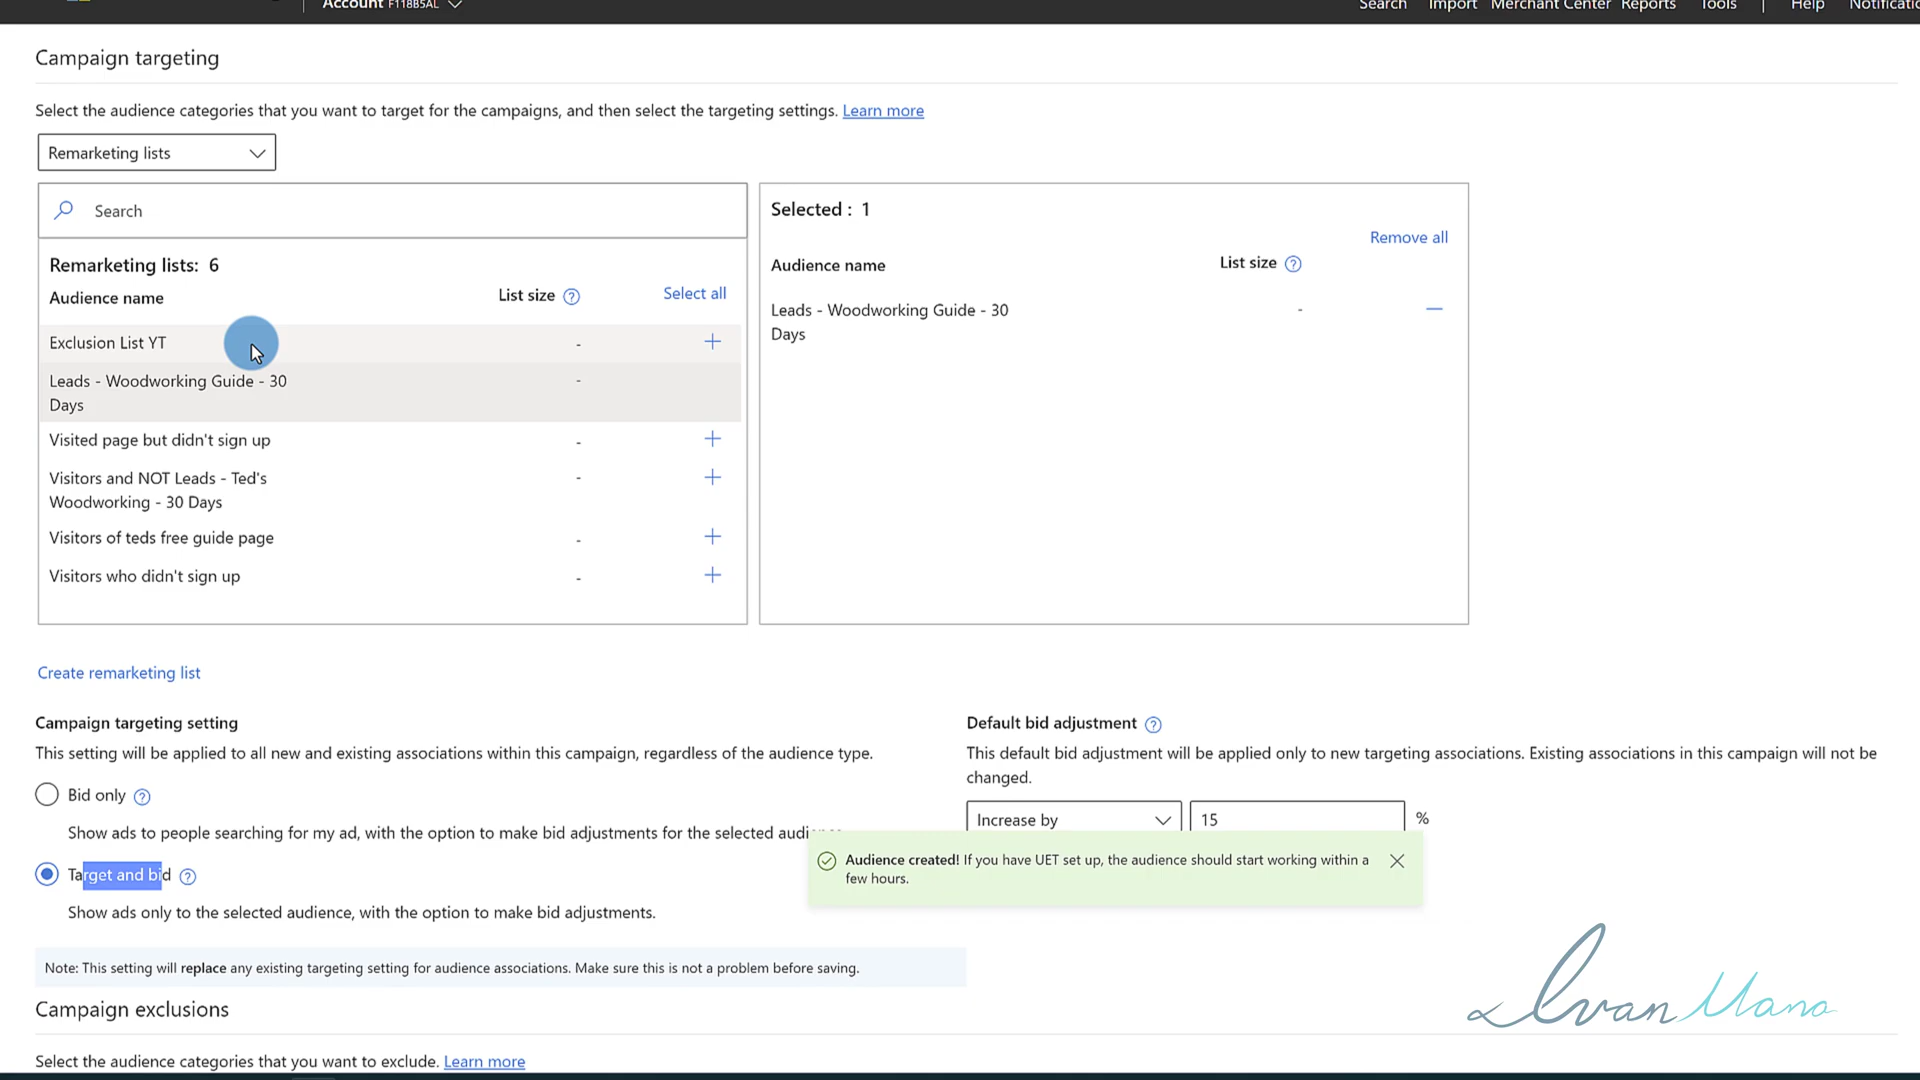 Account F118B5AL
Search Import Merchant Center Reports Tools | Help Notificatio
Campaign targeting
Select the audience categories that you want to target for the campaigns, and then select the targeting settings. Learn more
Remarketing lists
Search
Remarketing lists: 6
Audience name
List size
Select all
Exclusion List YT
-
Leads - Woodworking Guide - 30
Days
-
Visited page but didn't sign up
-
Visitors and NOT Leads - Ted's
Woodworking - 30 Days
-
Visitors of teds free guide page
-
Visitors who didn't sign up
-
Selected : 1
Remove all
Audience name
List size
Leads - Woodworking Guide - 30
Days
-
Create remarketing list
Campaign targeting setting
This setting will be applied to all new and existing associations within this campaign, regardless of the audience type.
Bid only
Show ads to people searching for my ad, with the option to make bid adjustments for the selected audience.
Target and bid
Show ads only to the selected audience, with the option to make bid adjustments.
Note: This setting will replace any existing targeting setting for audience associations. Make sure this is not a problem before saving.
Default bid adjustment
This default bid adjustment will be applied only to new targeting associations. Existing associations in this campaign will not be
changed.
Increase by
15
%
Audience created! If you have UET set up, the audience should start working within a
few hours.
Campaign exclusions
Select the audience categories that you want to exclude. Learn more
Ivan Mana